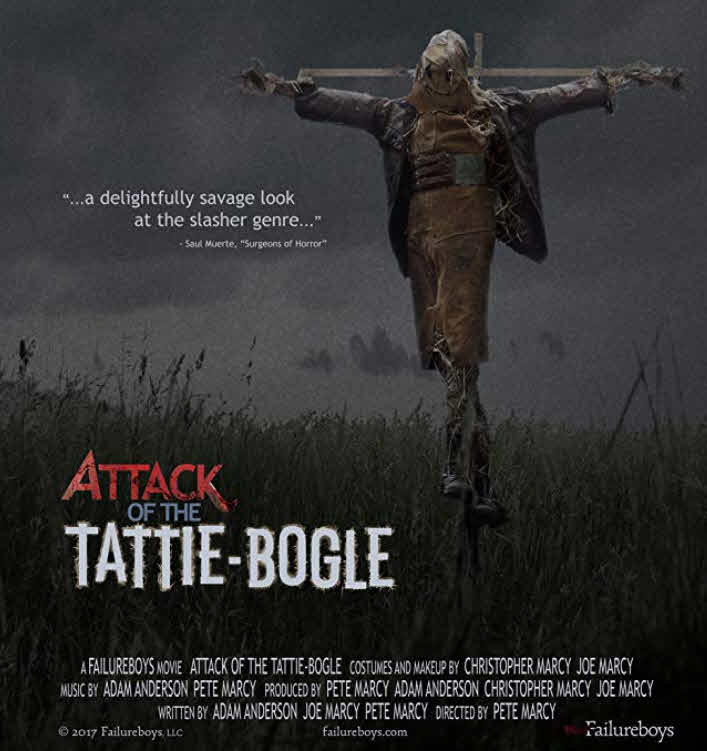 “...a delightfully savage look
at the slasher genre...”
- Saul Muerte, “Surgeons of Horror”
ATTACK
OF THE
TATTIE-BOGLE
A FAILUREBOYS MOVIE ATTACK OF THE TATTIE-BOGLE COSTUMES AND MAKEUP BY CHRISTOPHER MARCY JOE MARCY
MUSIC BY ADAM ANDERSON PETE MARCY PRODUCED BY PETE MARCY ADAM ANDERSON CHRISTOPHER MARCY JOE MARCY
WRITTEN BY ADAM ANDERSON JOE MARCY PETE MARCY DIRECTED BY PETE MARCY
© 2017 Failureboys, LLC failureboys.com Failureboys